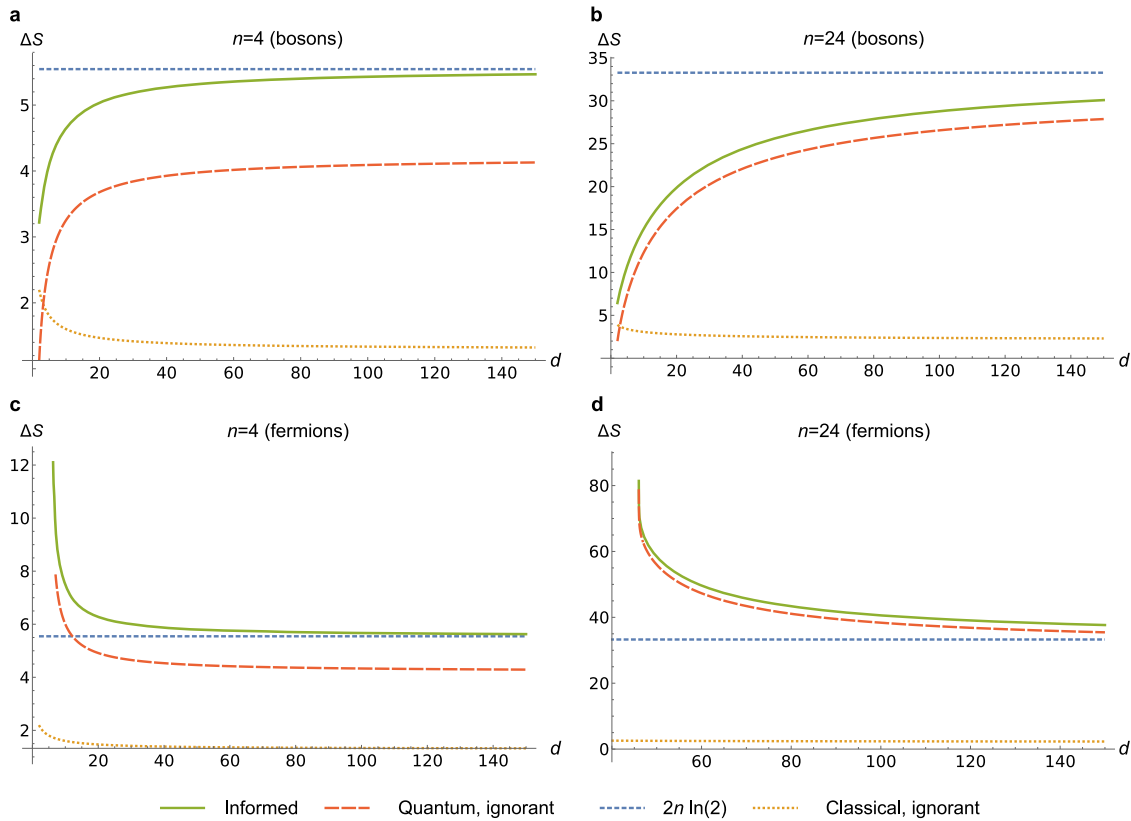 a
ΔS n=4 (bosons)
5
4
3
2
20 40 60 80 100 120 140 d
b
ΔS n=24 (bosons)
35
30
25
20
15
10
5
0
20 40 60 80 100 120 140 d
c
ΔS n=4 (fermions)
12
10
8
6
4
2
20 40 60 80 100 120 140 d
d
ΔS n=24 (fermions)
80
60
40
20
0
60 80 100 120 140 d
Informed Quantum, ignorant 2n ln(2) Classical, ignorant